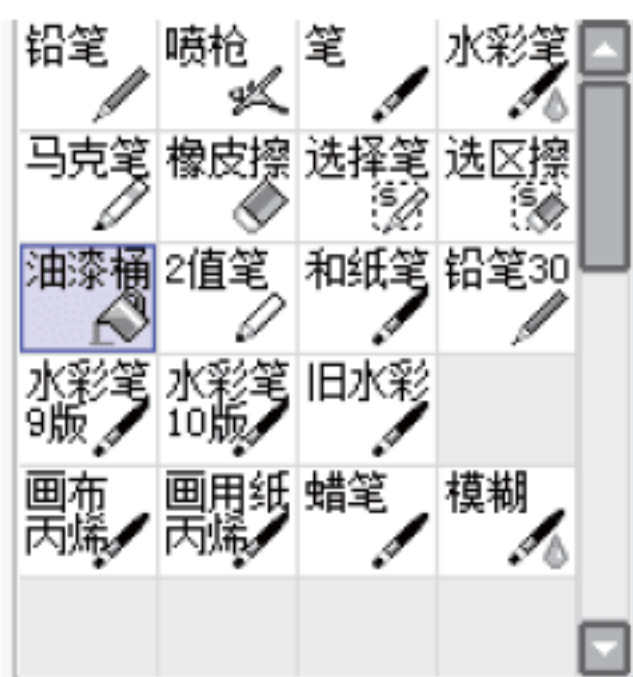 铅笔 喷枪 笔 水彩笔
马克笔 橡皮擦 选择笔 选区擦
油漆桶 2值笔 和纸笔 铅笔30
水彩笔 水彩笔 旧水彩
9版 10版
画布 画用纸 蜡笔 模糊
丙烯 丙烯